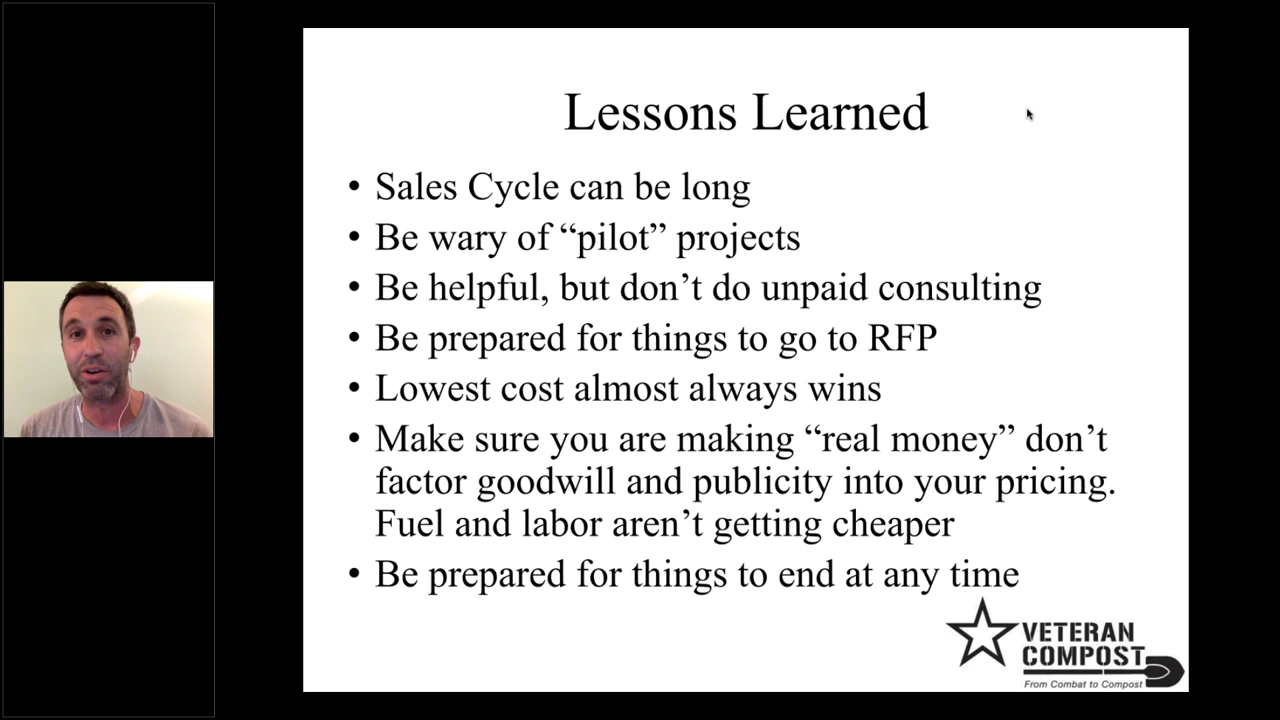 Lessons Learned
• Sales Cycle can be long
• Be wary of “pilot” projects
• Be helpful, but don’t do unpaid consulting
• Be prepared for things to go to RFP
• Lowest cost almost always wins
• Make sure you are making “real money” don’t
factor goodwill and publicity into your pricing.
Fuel and labor aren’t getting cheaper
• Be prepared for things to end at any time
VETERAN
COMPOST
From Combat to Compost